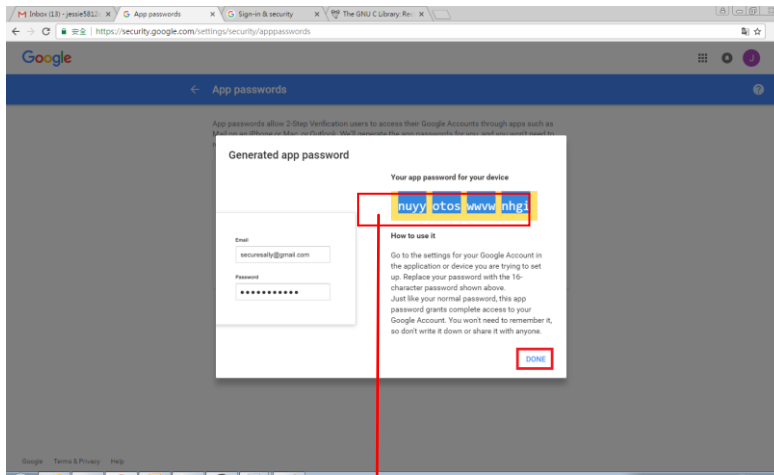 Inbox (13) - jessie5812
App passwords
Sign-in & security
The GNU C Library: Re
安全 | https://security.google.com/settings/security/apppasswords
Google
J
App passwords
App passwords allow 2-Step Verification users to access their Google Accounts through apps such as
Mail on an iPhone or Mac, or Outlook. We'll generate the app passwords for you, and you won't need to
Generated app password
Your app password for your device
nuyy otos wwvw nhgi
Email
securesally@gmail.com
Password
How to use it
Go to the settings for your Google Account in
the application or device you are trying to set
up. Replace your password with the 16-
character password shown above.
Just like your normal password, this app
password grants complete access to your
Google Account. You won't need to remember it,
so don't write it down or share it with anyone.
DONE
Google Terms & Privacy Help